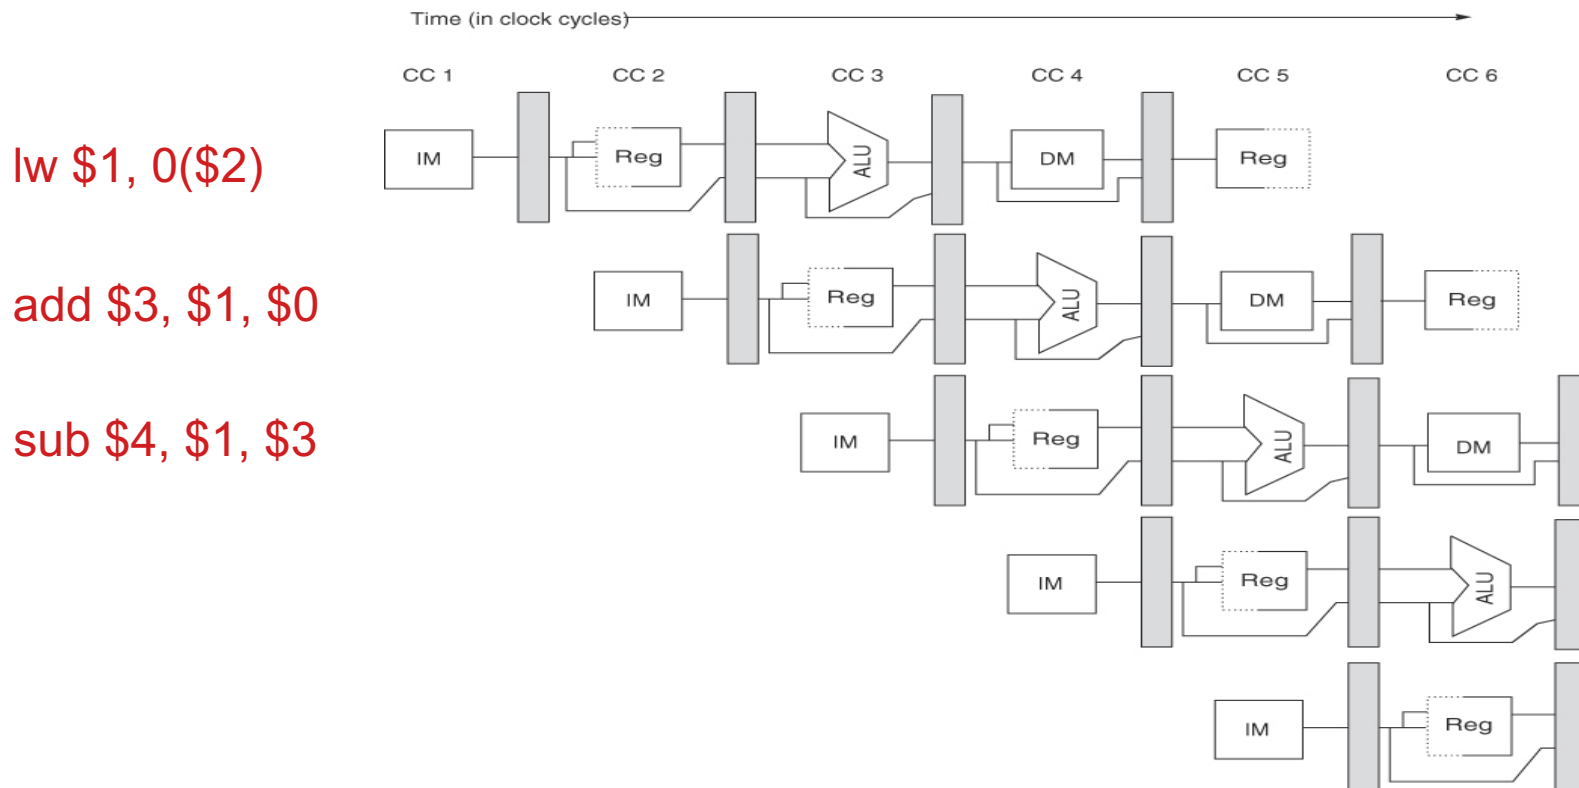 Time (in clock cycles)
CC 1 CC 2 CC 3 CC 4 CC 5 CC 6
lw $1, 0($2) IM Reg ALU DM Reg
add $3, $1, $0 IM Reg ALU DM Reg
sub $4, $1, $3 IM Reg ALU DM
IM Reg ALU
IM Reg